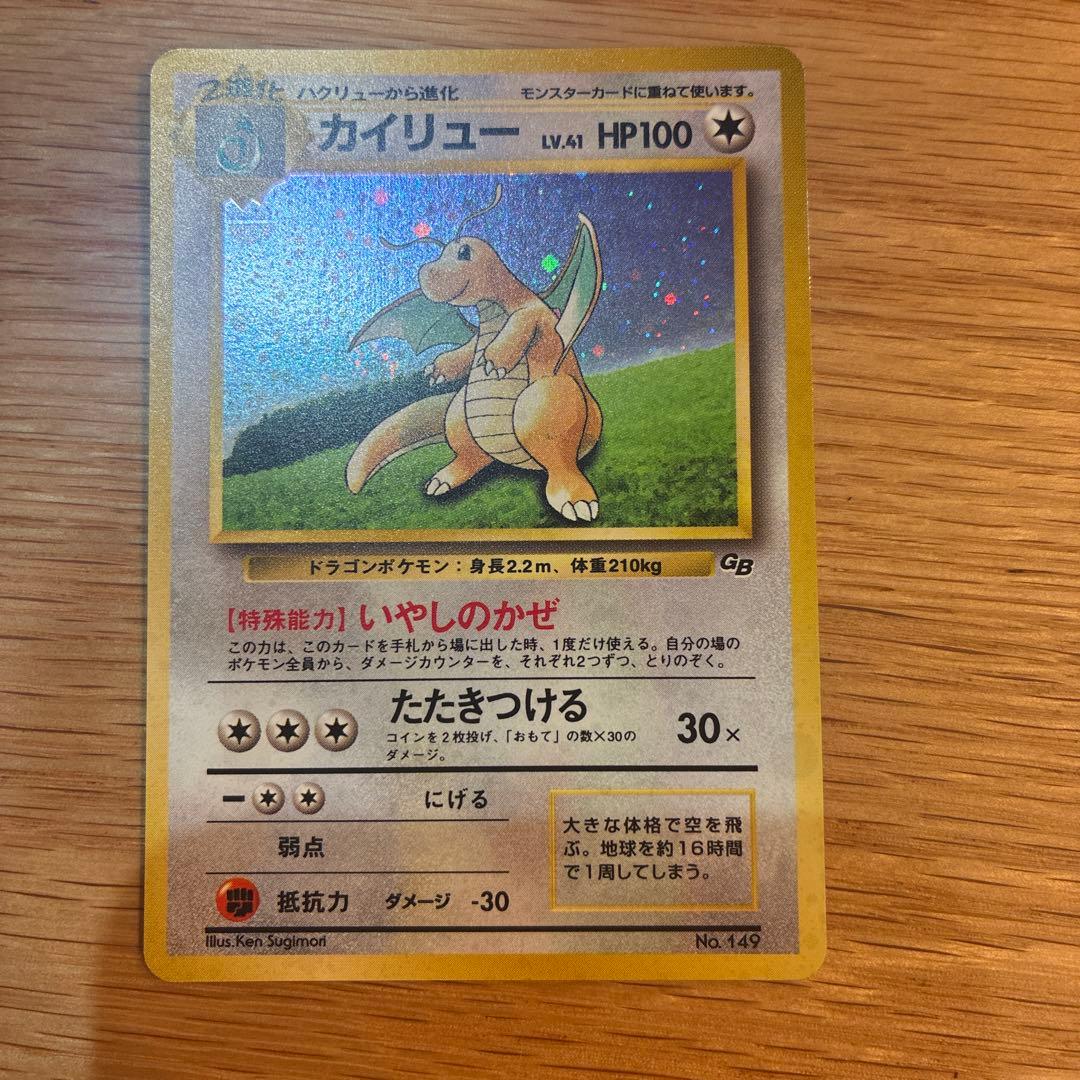 2進化 ハクリューから進化 モンスターカードに重ねて使います。
カイリュー LV.41 HP100
ドラゴンポケモン：身長2.2m、体重210kg GB
【特殊能力】いやしのかぜ
この力は、このカードを手札から場に出した時、1度だけ使える。自分の場の
ポケモン全員から、ダメージカウンターを、それぞれ2つずつ、とりのぞく。
たたきつける 30×
コインを2枚投げ、「おもて」の数×30の
ダメージ。
にげる
弱点
抵抗力 ダメージ -30
大きな体格で空を飛
ぶ。地球を約16時間
で1周してしまう。
Illus.Ken Sugimori No. 149